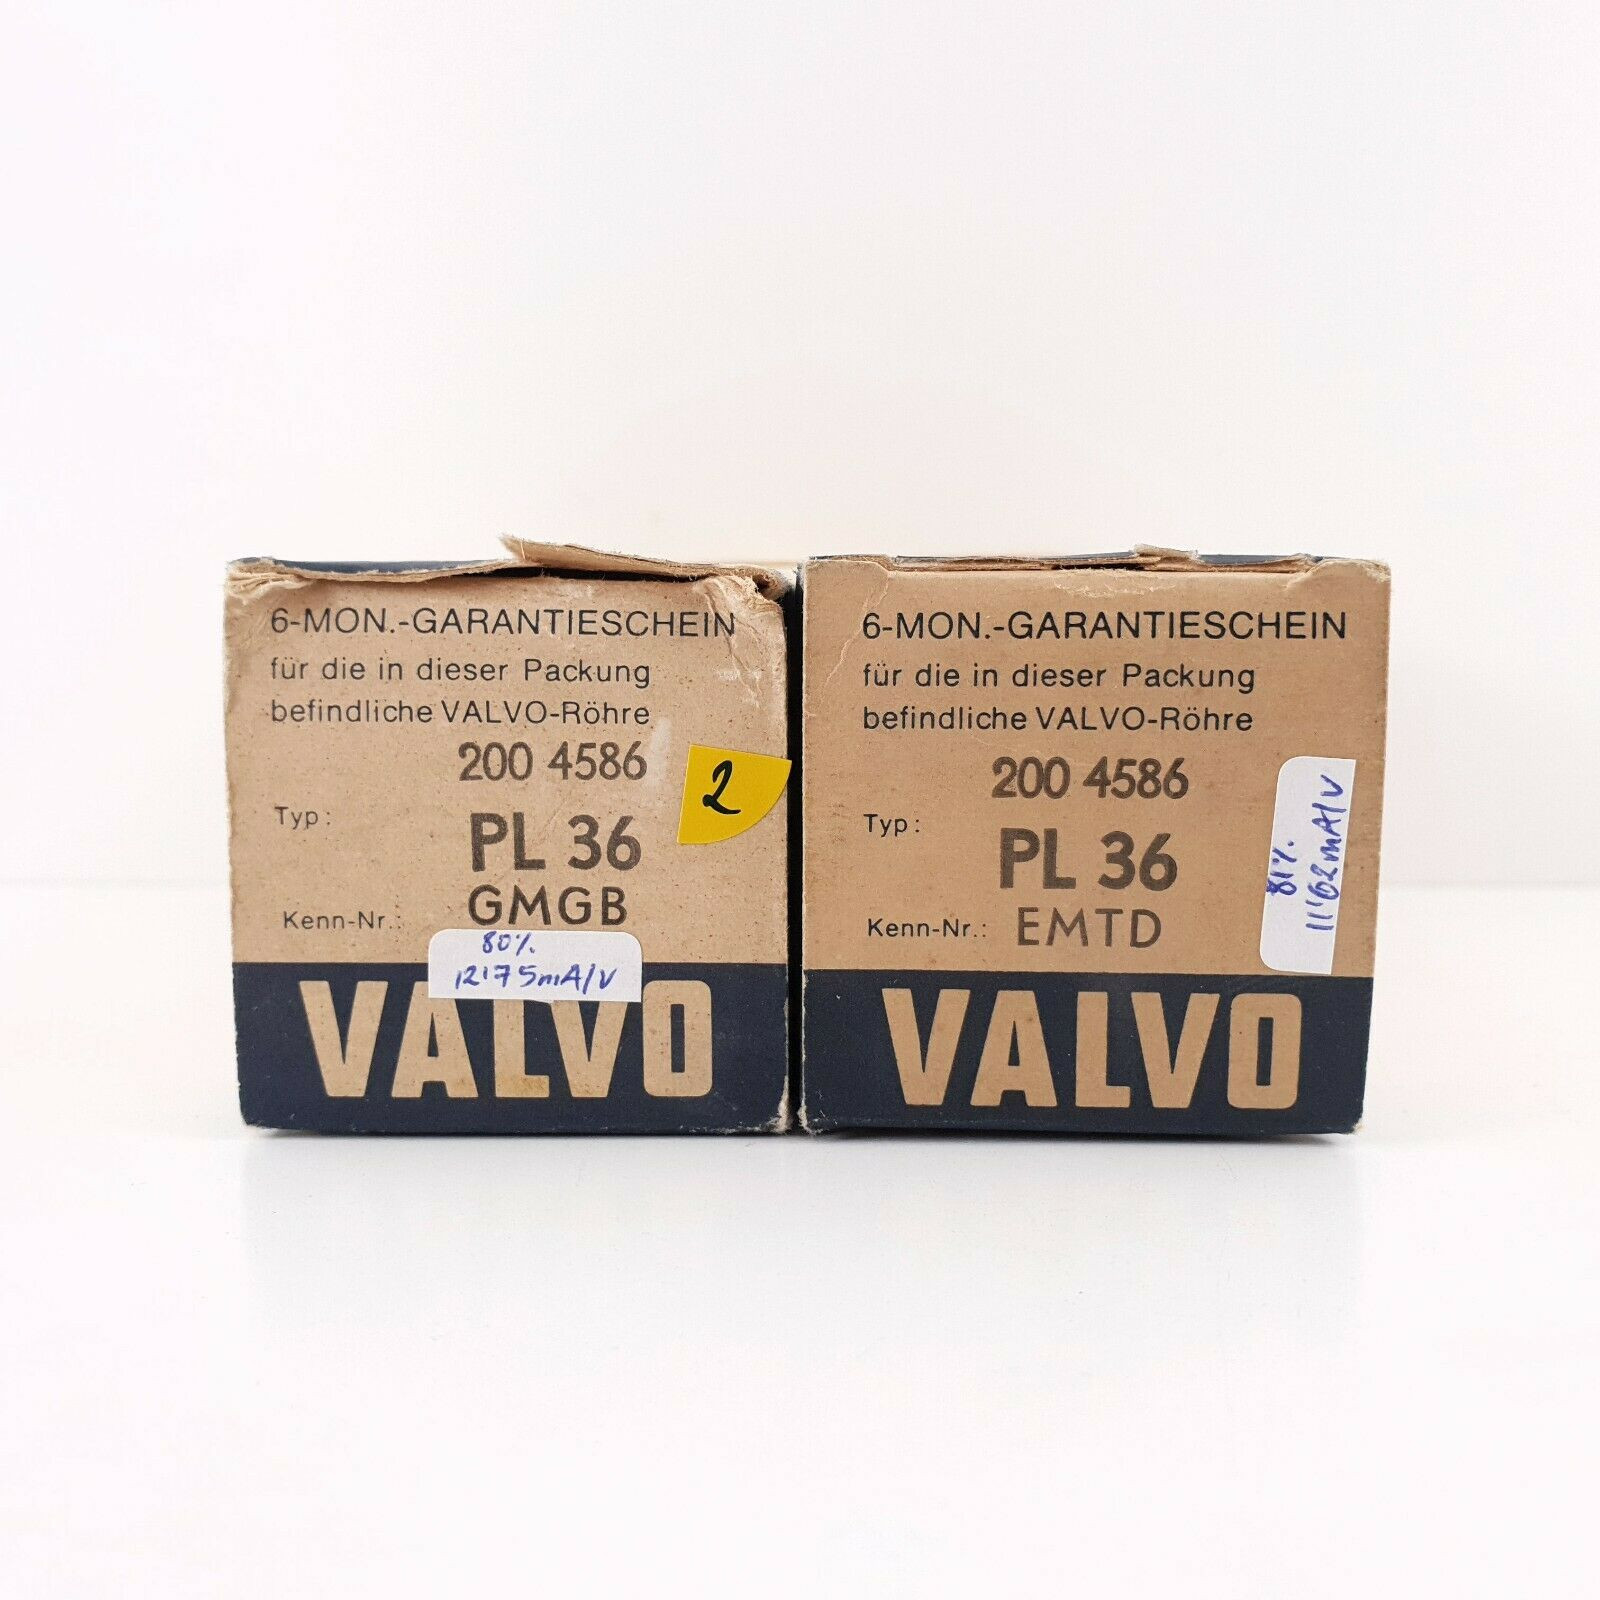 6-MON.-GARANTIESCHEIN
für die in dieser Packung
befindliche VALVO-Röhre
200 4586
2
Typ:
PL 36
Kenn-Nr.:
GMGB
80%
12'75mA/V
VALVO
6-MON.-GARANTIESCHEIN
für die in dieser Packung
befindliche VALVO-Röhre
200 4586
Typ:
PL 36
Kenn-Nr.: EMTD
81%
11'62mA/V
VALVO